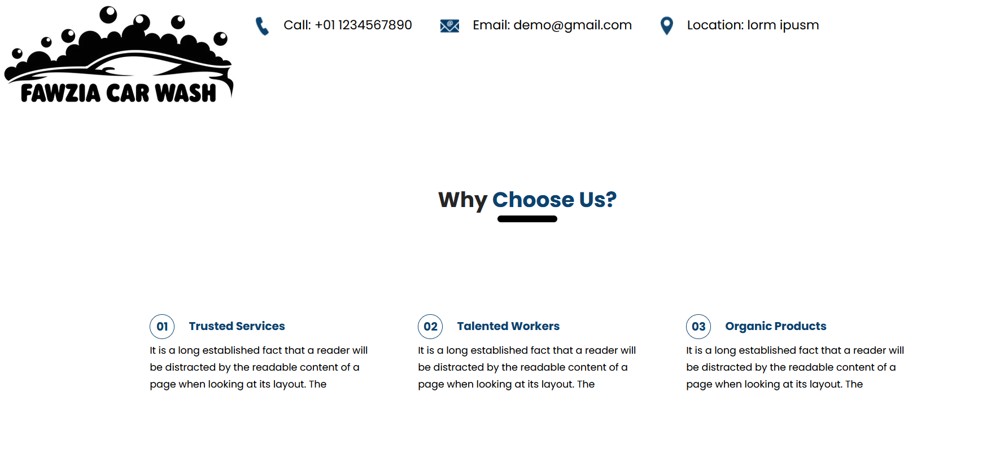 FAWZIA CAR WASH
Call: +01 1234567890
Email: demo@gmail.com
Location: lorm ipusm
Why Choose Us?
01 Trusted Services
It is a long established fact that a reader will
be distracted by the readable content of a
page when looking at its layout. The
02 Talented Workers
It is a long established fact that a reader will
be distracted by the readable content of a
page when looking at its layout. The
03 Organic Products
It is a long established fact that a reader will
be distracted by the readable content of a
page when looking at its layout. The